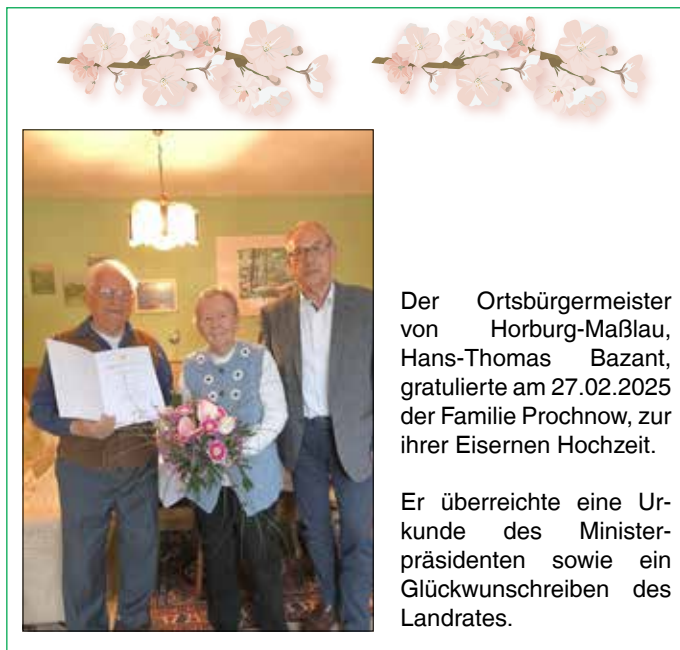 Der Ortsbürgermeister
von Horburg-Maßlau,
Hans-Thomas Bazant,
gratulierte am 27.02.2025
der Familie Prochnow, zur
ihrer Eisernen Hochzeit.
Er überreichte eine Ur-
kunde des Minister-
präsidenten sowie ein
Glückwunschreiben des
Landrates.